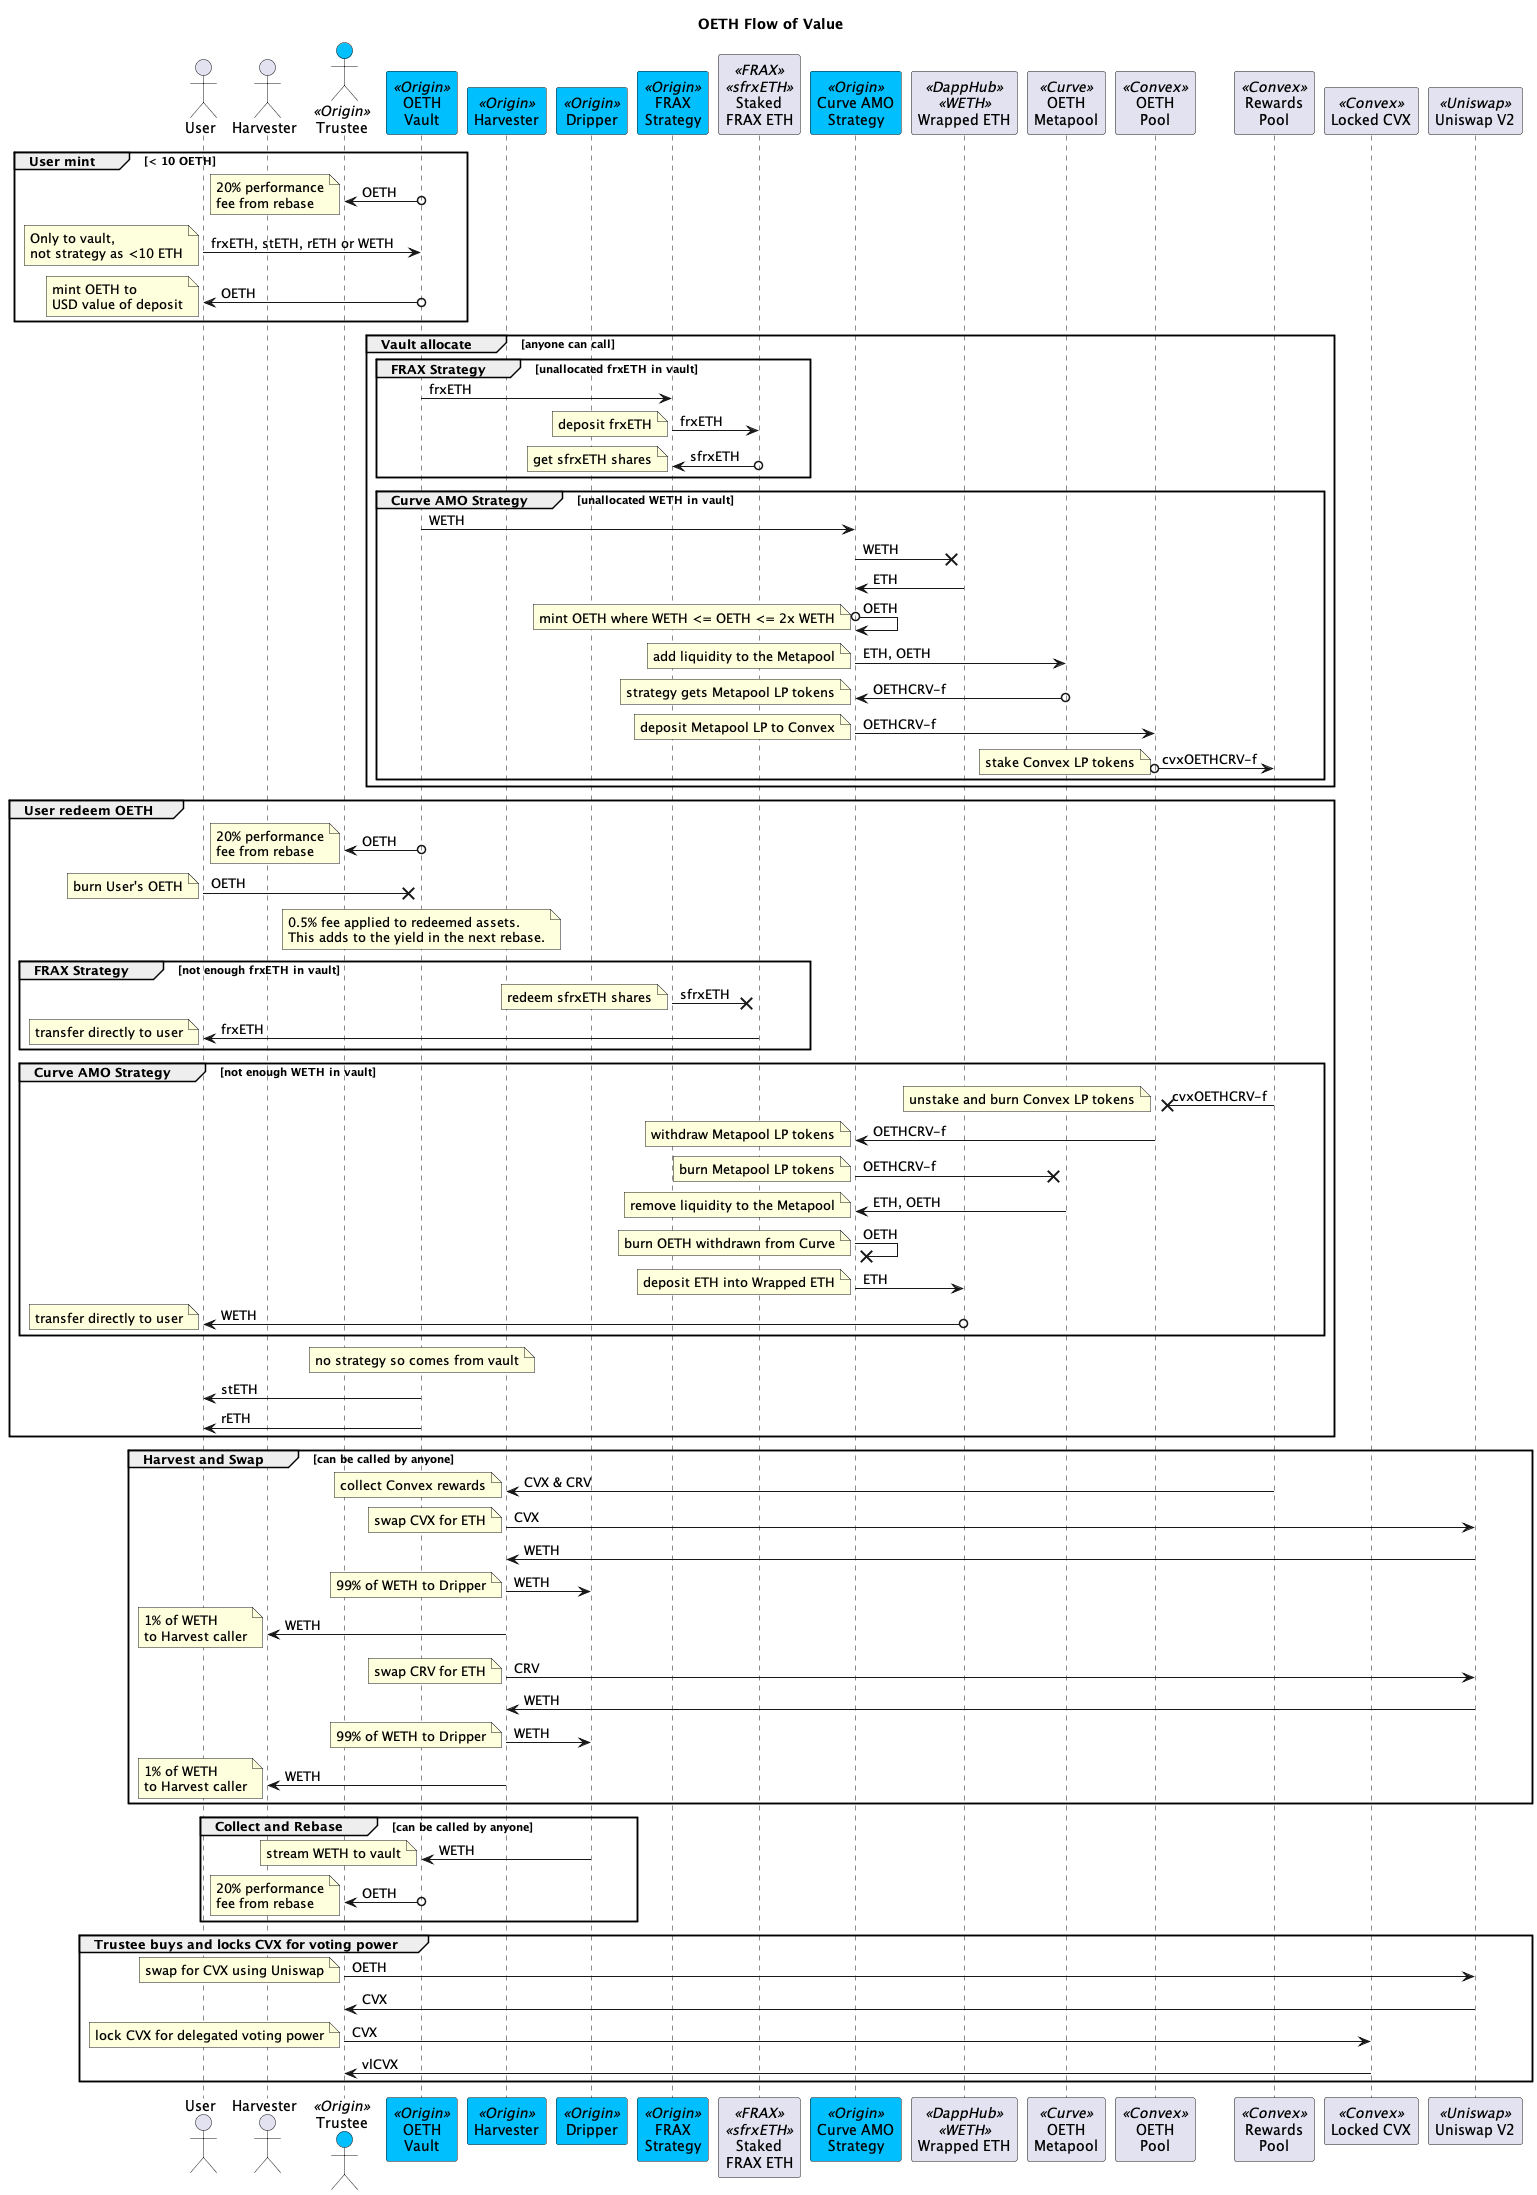 OETH Flow of Value
User
Harvester
«Origin»
Trustee
«Origin»
OETH
Vault
«Origin»
Harvester
«Origin»
Dripper
«Origin»
FRAX
Strategy
«FRAX»
«sfrxETH»
Staked
FRAX ETH
«Origin»
Curve AMO
Strategy
«DappHub»
«WETH»
Wrapped ETH
«Curve»
OETH
Metapool
«Convex»
OETH
Pool
«Convex»
Rewards
Pool
«Convex»
Locked CVX
«Uniswap»
Uniswap V2
User mint [< 10 OETH]
20% performance
fee from rebase
OETH
Only to vault,
not strategy as <10 ETH
frxETH, stETH, rETH or WETH
mint OETH to
USD value of deposit
OETH
Vault allocate [anyone can call]
FRAX Strategy [unallocated frxETH in vault]
frxETH
deposit frxETH
frxETH
get sfrxETH shares
sfrxETH
Curve AMO Strategy [unallocated WETH in vault]
WETH
WETH
ETH
mint OETH where WETH <= OETH <= 2x WETH
OETH
add liquidity to the Metapool
ETH, OETH
strategy gets Metapool LP tokens
OETHCRV-f
deposit Metapool LP to Convex
OETHCRV-f
stake Convex LP tokens
cvxOETHCRV-f
User redeem OETH
20% performance
fee from rebase
OETH
burn User's OETH
OETH
0.5% fee applied to redeemed assets.
This adds to the yield in the next rebase.
FRAX Strategy [not enough frxETH in vault]
redeem sfrxETH shares
sfrxETH
transfer directly to user
frxETH
Curve AMO Strategy [not enough WETH in vault]
unstake and burn Convex LP tokens
cvxOETHCRV-f
withdraw Metapool LP tokens
OETHCRV-f
burn Metapool LP tokens
OETHCRV-f
remove liquidity to the Metapool
ETH, OETH
burn OETH withdrawn from Curve
OETH
deposit ETH into Wrapped ETH
ETH
transfer directly to user
WETH
no strategy so comes from vault
stETH
rETH
Harvest and Swap [can be called by anyone]
collect Convex rewards
CVX & CRV
swap CVX for ETH
CVX
WETH
99% of WETH to Dripper
WETH
1% of WETH
to Harvest caller
WETH
swap CRV for ETH
CRV
WETH
99% of WETH to Dripper
WETH
1% of WETH
to Harvest caller
WETH
Collect and Rebase [can be called by anyone]
stream WETH to vault
WETH
20% performance
fee from rebase
OETH
Trustee buys and locks CVX for voting power
swap for CVX using Uniswap
OETH
CVX
lock CVX for delegated voting power
CVX
vlCVX
User
Harvester
«Origin»
Trustee
«Origin»
OETH
Vault
«Origin»
Harvester
«Origin»
Dripper
«Origin»
FRAX
Strategy
«FRAX»
«sfrxETH»
Staked
FRAX ETH
«Origin»
Curve AMO
Strategy
«DappHub»
«WETH»
Wrapped ETH
«Curve»
OETH
Metapool
«Convex»
OETH
Pool
«Convex»
Rewards
Pool
«Convex»
Locked CVX
«Uniswap»
Uniswap V2